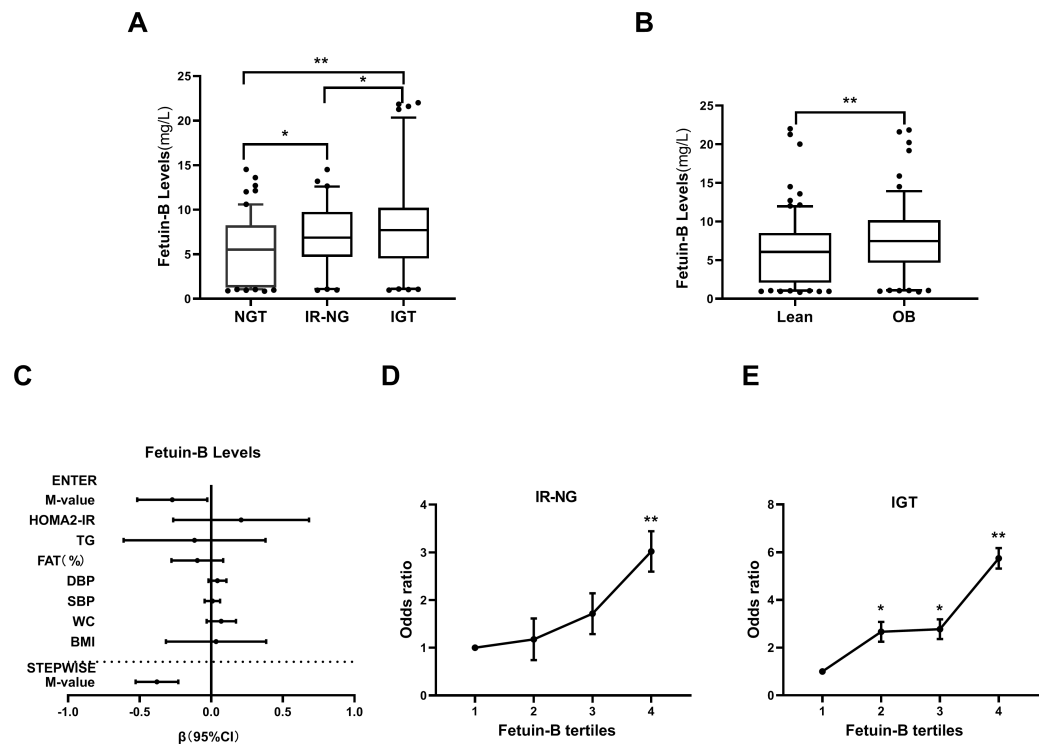 A
B
**
*
*
25
20
15
10
5
0
Fetuin-B Levels(mg/L)
NGT IR-NG IGT
**
25
20
15
10
5
0
Fetuin-B Levels(mg/L)
Lean OB
C
D
E
Fetuin-B Levels
ENTER
M-value
HOMA2-IR
TG
FAT(%)
DBP
SBP
WC
BMI
STEPWISE
M-value
-1.0 -0.5 0.0 0.5 1.0
β(95%CI)
IR-NG
**
4
3
2
1
0
Odds ratio
1 2 3 4
Fetuin-B tertiles
IGT
**
*
*
8
6
4
2
0
Odds ratio
1 2 3 4
Fetuin-B tertiles